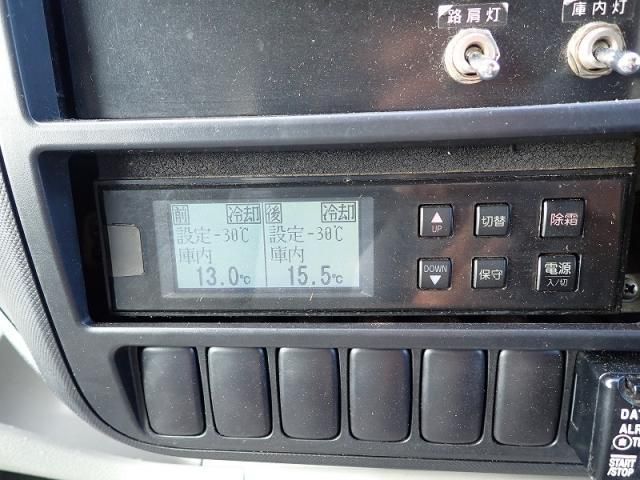 路肩灯
庫内灯
前 冷却 後 冷却
設定-30℃ 設定-30℃
庫内 庫内
13.0℃ 15.5℃
▲
UP
切替
除霜
DOWN
▼
保守
電源
入/切
DA
ALR
START
/STOP